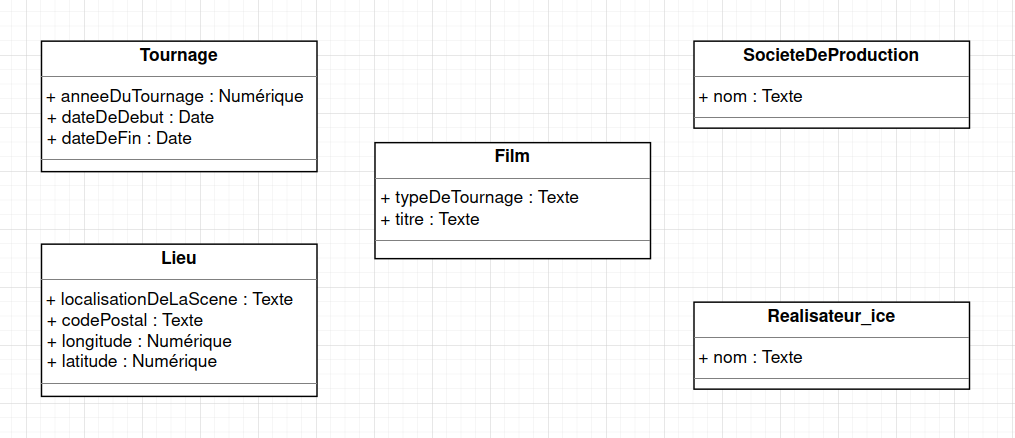 Tournage
+ anneeDuTournage : Numérique
+ dateDeDebut : Date
+ dateDeFin : Date
SocieteDeProduction
+ nom : Texte
Film
+ typeDeTournage : Texte
+ titre : Texte
Lieu
+ localisationDeLaScene : Texte
+ codePostal : Texte
+ longitude : Numérique
+ latitude : Numérique
Realisateur_ice
+ nom : Texte